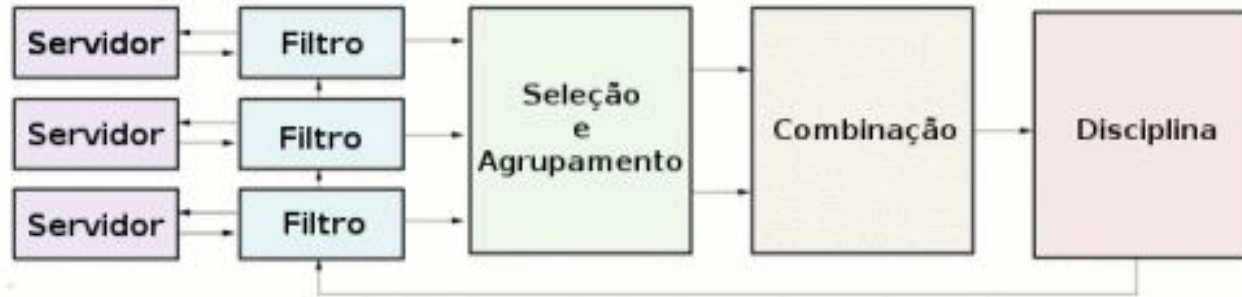 Servidor
Filtro
Servidor
Filtro
Servidor
Filtro
Seleção
e
Agrupamento
Combinação
Disciplina